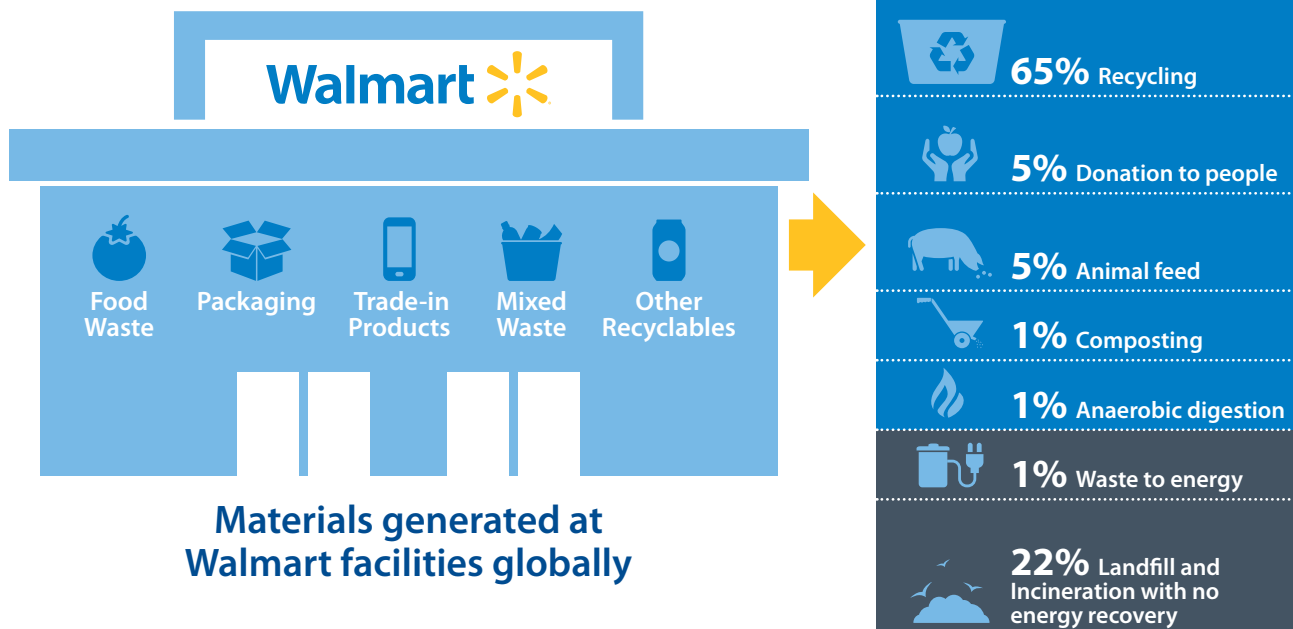 Walmart
Food
Waste
Packaging
Trade-in
Products
Mixed
Waste
Other
Recyclables
Materials generated at
Walmart facilities globally
65% Recycling
5% Donation to people
5% Animal feed
1% Composting
1% Anaerobic digestion
1% Waste to energy
22% Landfill and
Incineration with no
energy recovery